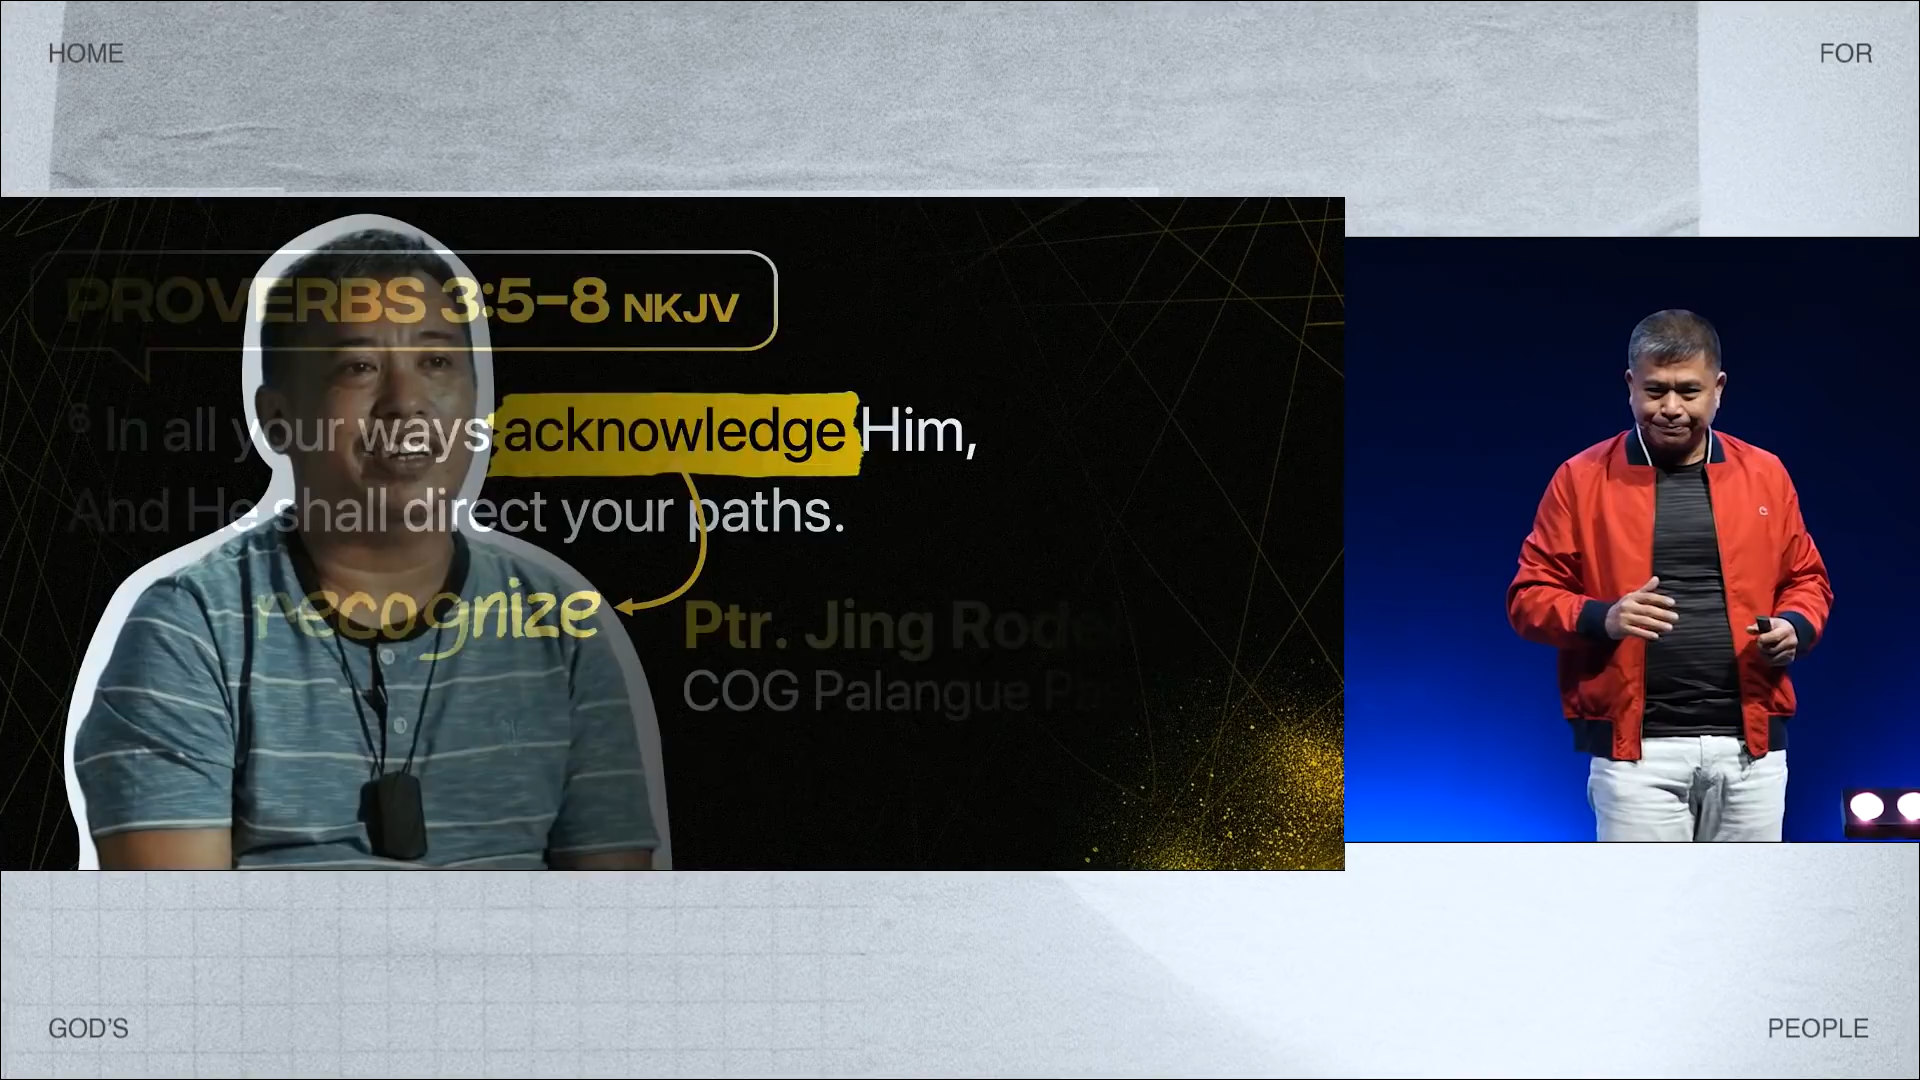 HOME
FOR
PROVERBS 3:5–8 NKJV
6 In all your ways acknowledge Him,
And He shall direct your paths.
recognize
Ptr. Jing
COG Palangue
GOD'S
PEOPLE